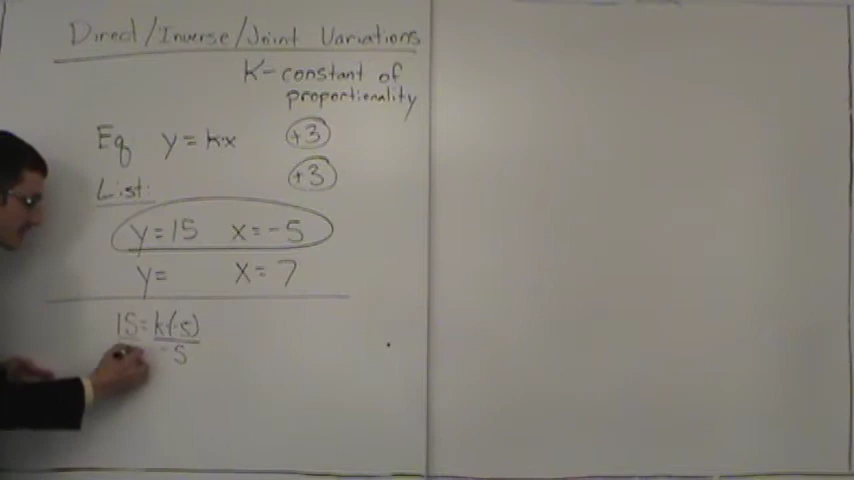 Direct/Inverse/Joint Variations
K-constant of
proportionality
Eq y=k·x +3
List: +3
y=15 x=-5
y= x=7
15=k(-5)
-5